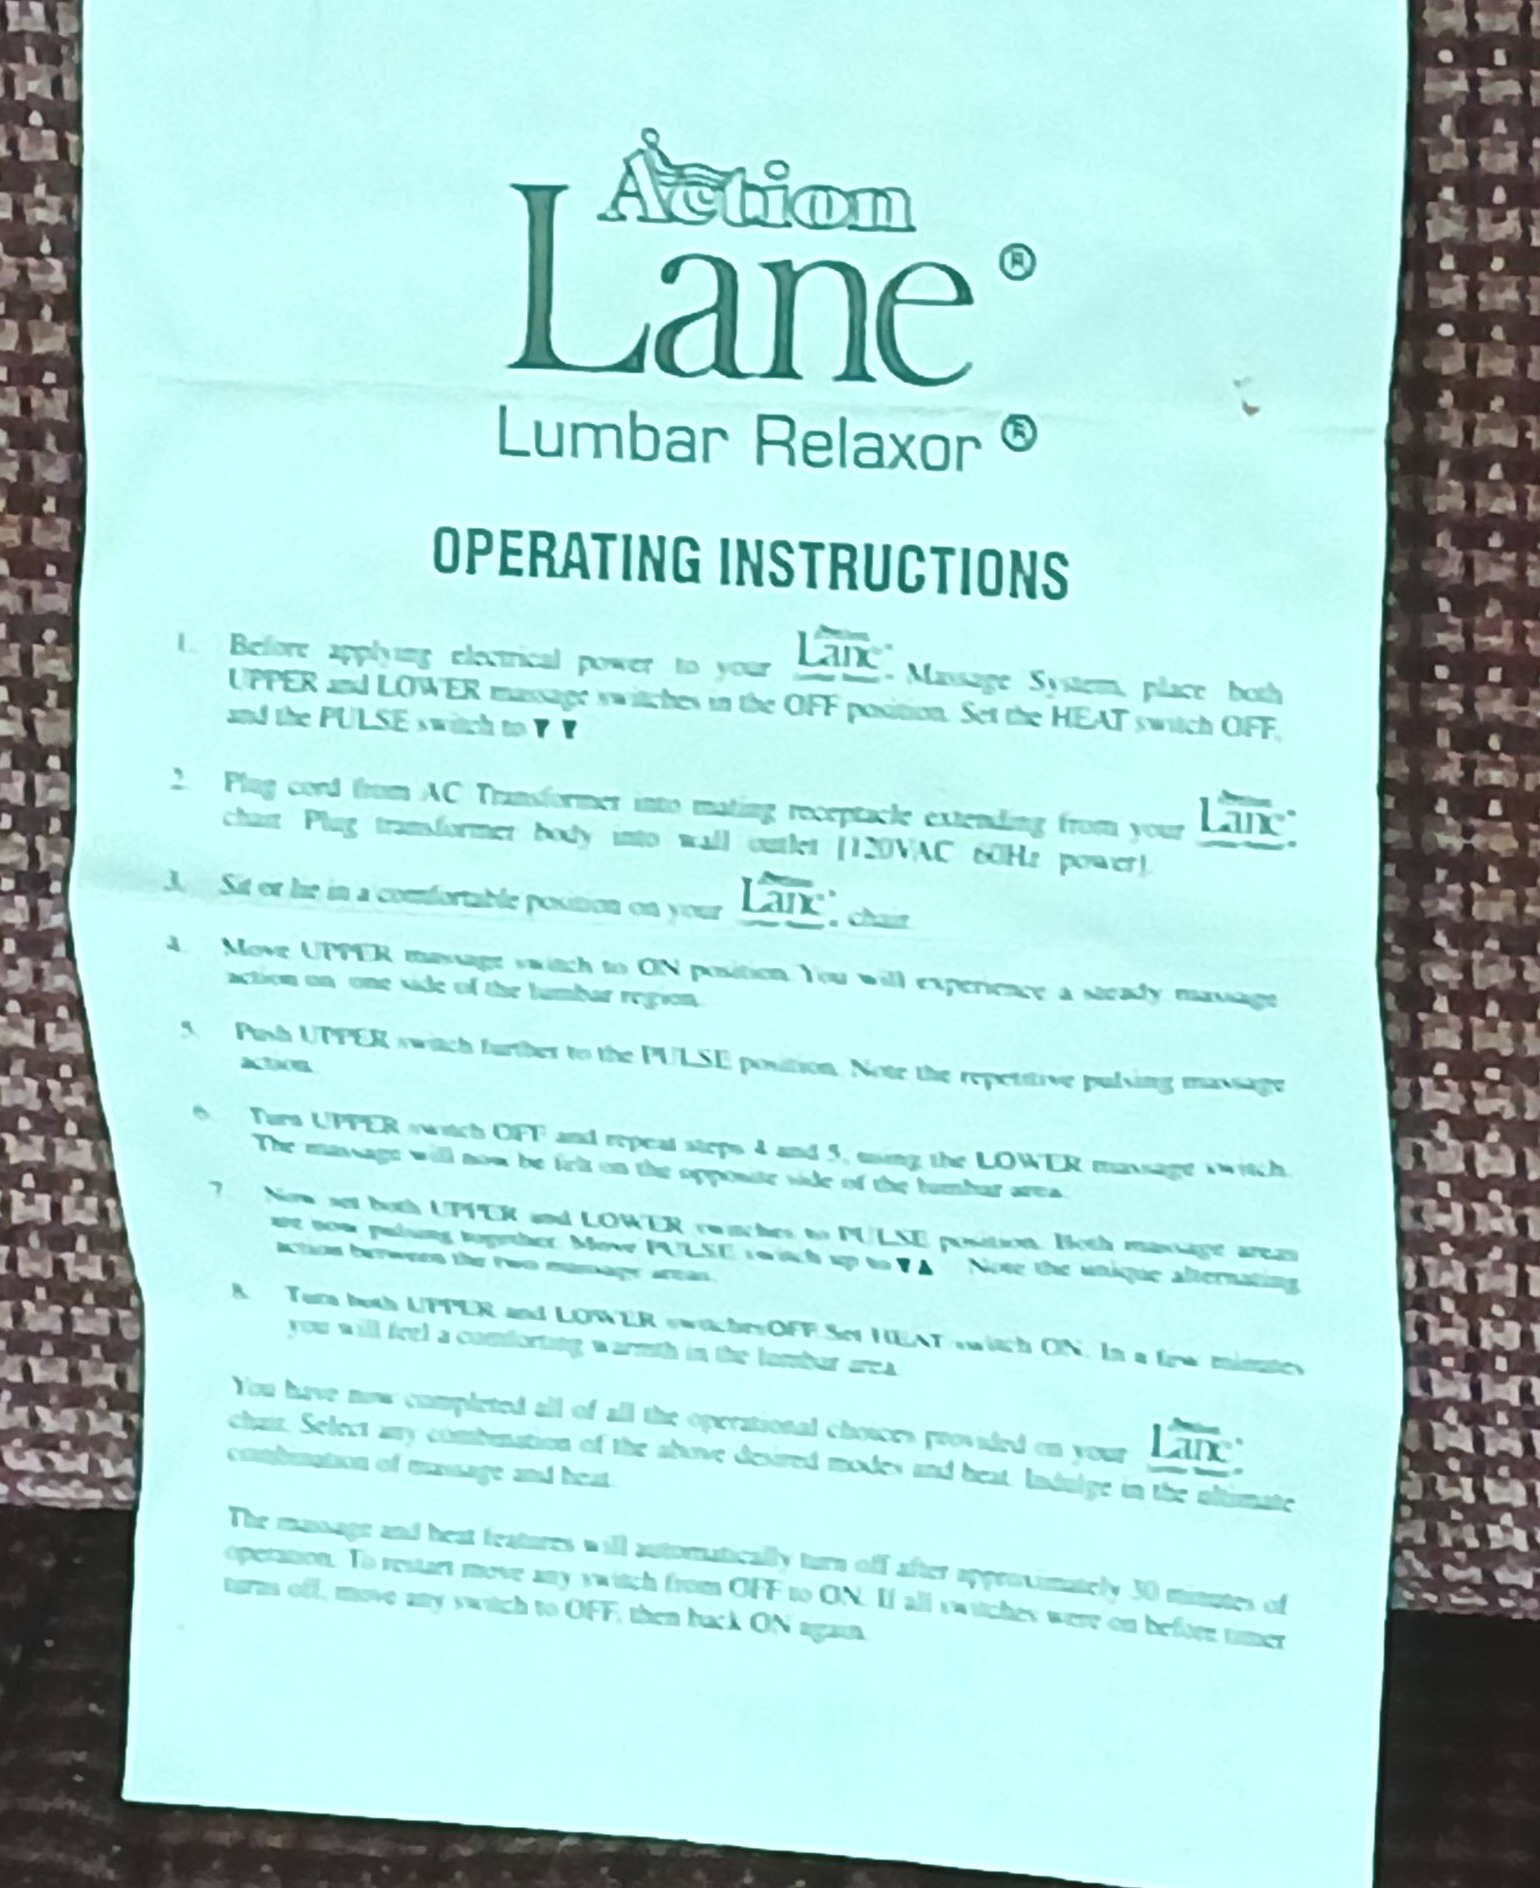 Action
Lane ®
Lumbar Relaxor ®
OPERATING INSTRUCTIONS
1. Before applying electrical power to your Action Lane® Massage System, place both
UPPER and LOWER massage switches in the OFF position. Set the HEAT switch OFF,
and the PULSE switch to ▼ ▼
2. Plug cord from AC Transformer into mating receptacle extending from your Action Lane®
chair. Plug transformer body into wall outlet [120VAC 60Hz power].
3. Sit or lie in a comfortable position on your Action Lane® chair.
4. Move UPPER massage switch to ON position. You will experience a steady massage
action on one side of the lumbar region.
5. Push UPPER switch further to the PULSE position. Note the repetitive pulsing massage
action.
6. Turn UPPER switch OFF and repeat steps 4 and 5, using the LOWER massage switch.
The massage will now be felt on the opposite side of the lumbar area.
7. Now set both UPPER and LOWER switches to PULSE position. Both massage areas
are now pulsing together. Move PULSE switch up to ▼▲ Note the unique alternating
action between the two massage areas.
8. Turn both UPPER and LOWER switches OFF. Set HEAT switch ON. In a few minutes
you will feel a comforting warmth in the lumbar area.
You have now completed all of all the operational choices provided on your Action Lane®
chair. Select any combination of the above desired modes and heat. Indulge in the ultimate
combination of massage and heat.
The massage and heat features will automatically turn off after approximately 30 minutes of
operation. To restart move any switch from OFF to ON. If all switches were on before timer
turns off, move any switch to OFF, then back ON again.